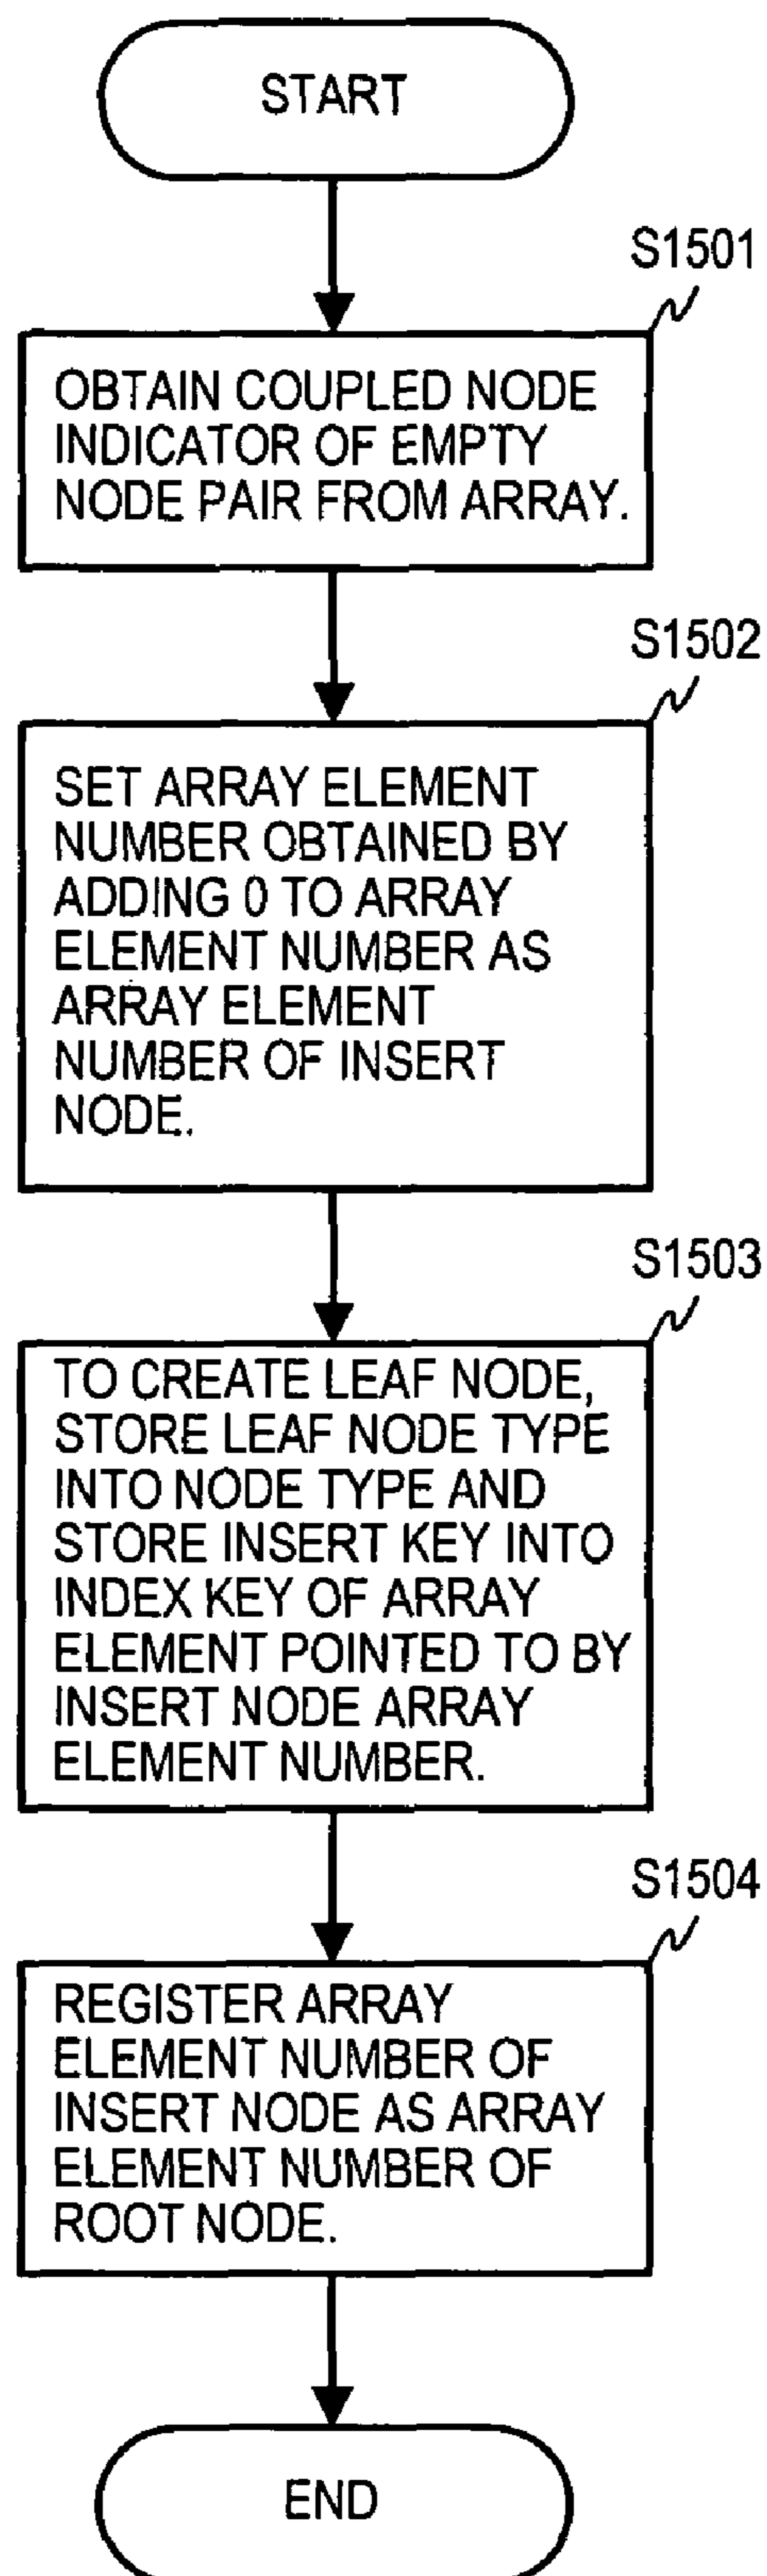 START
S1501
OBTAIN COUPLED NODE
INDICATOR OF EMPTY
NODE PAIR FROM ARRAY.
S1502
SET ARRAY ELEMENT
NUMBER OBTAINED BY
ADDING 0 TO ARRAY
ELEMENT NUMBER AS
ARRAY ELEMENT
NUMBER OF INSERT
NODE.
S1503
TO CREATE LEAF NODE,
STORE LEAF NODE TYPE
INTO NODE TYPE AND
STORE INSERT KEY INTO
INDEX KEY OF ARRAY
ELEMENT POINTED TO BY
INSERT NODE ARRAY
ELEMENT NUMBER.
S1504
REGISTER ARRAY
ELEMENT NUMBER OF
INSERT NODE AS ARRAY
ELEMENT NUMBER OF
ROOT NODE.
END